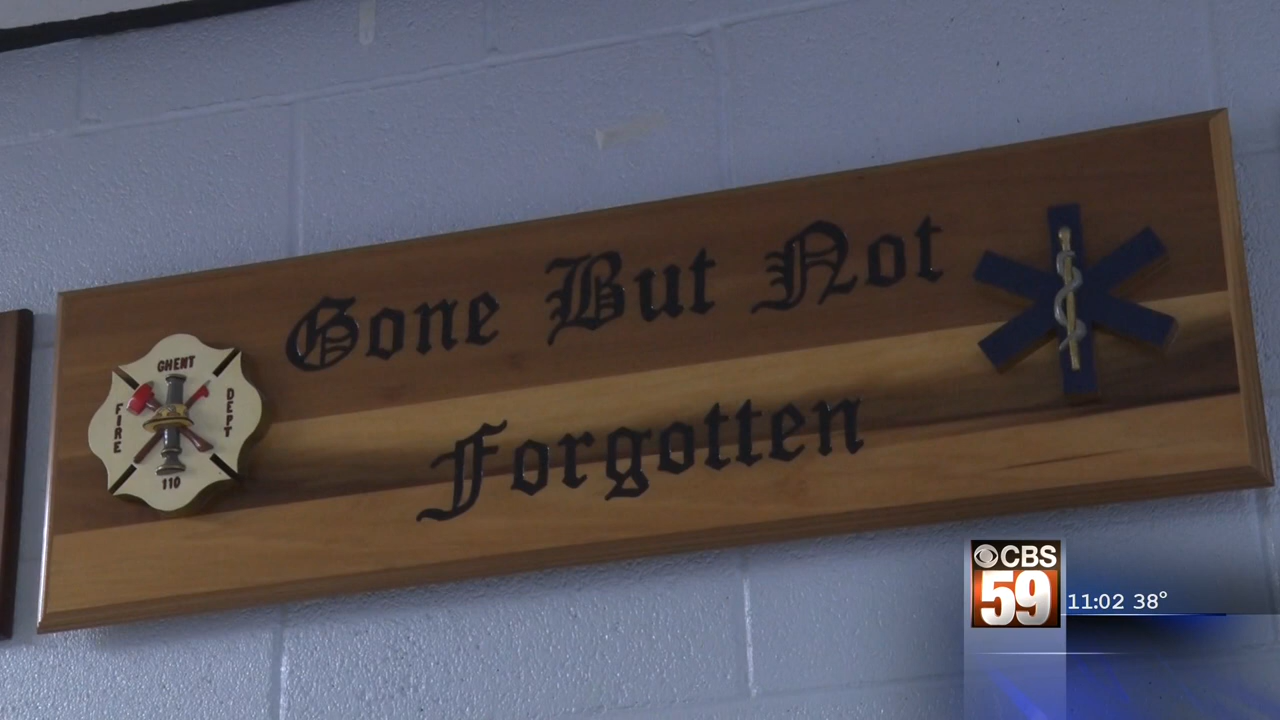 Gone But Not
Forgotten
GHENT
FIRE
DEPT
110
CBS
59
11:02 38°